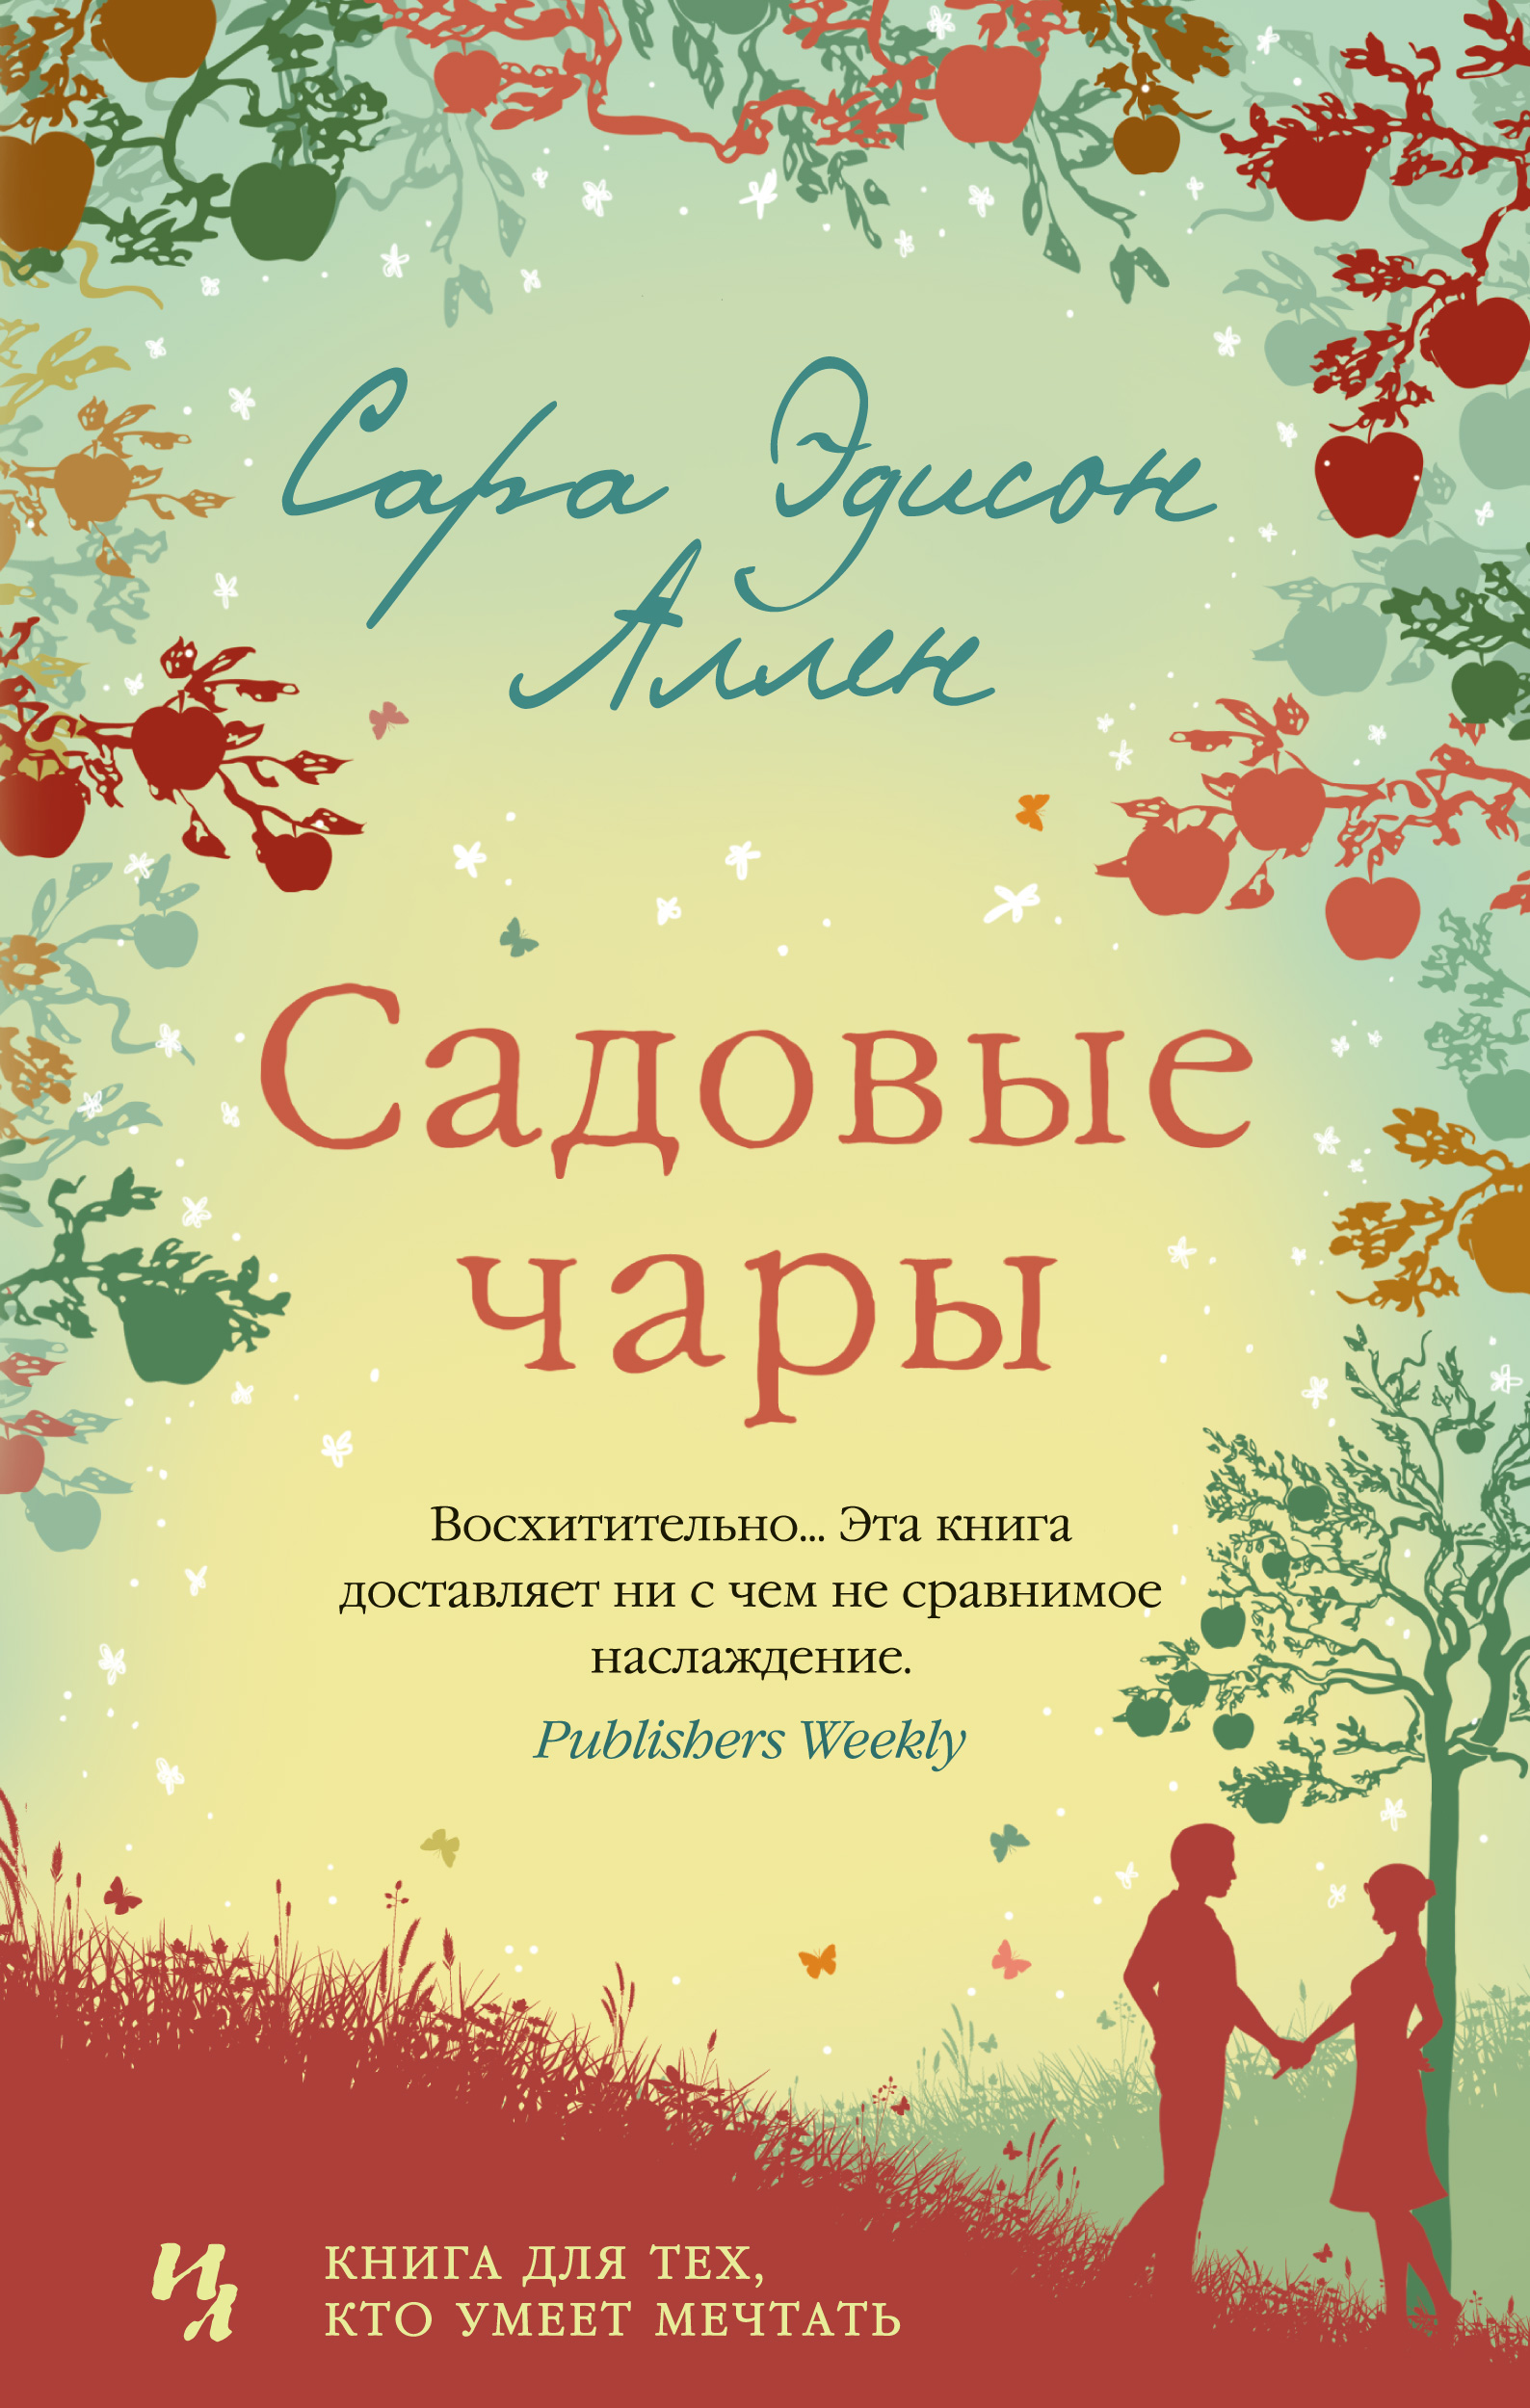 Сара Эдисон
Аллен
Садовые
чары
Восхитительно... Эта книга
доставляет ни с чем не сравнимое
наслаждение.
Publishers Weekly
ил
КНИГА ДЛЯ ТЕХ,
КТО УМЕЕТ МЕЧТАТЬ